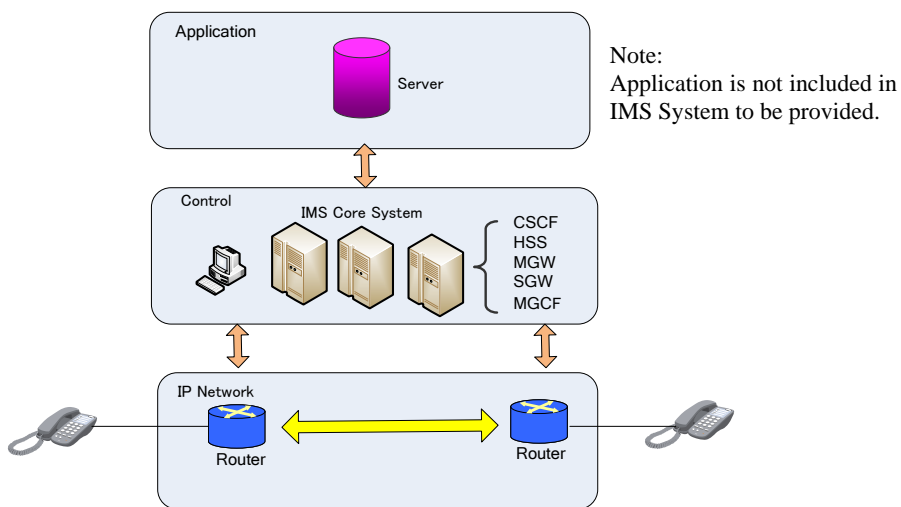 Application
Server
Note:
Application is not included in
IMS System to be provided.
Control
IMS Core System
CSCF
HSS
MGW
SGW
MGCF
IP Network
Router
Router